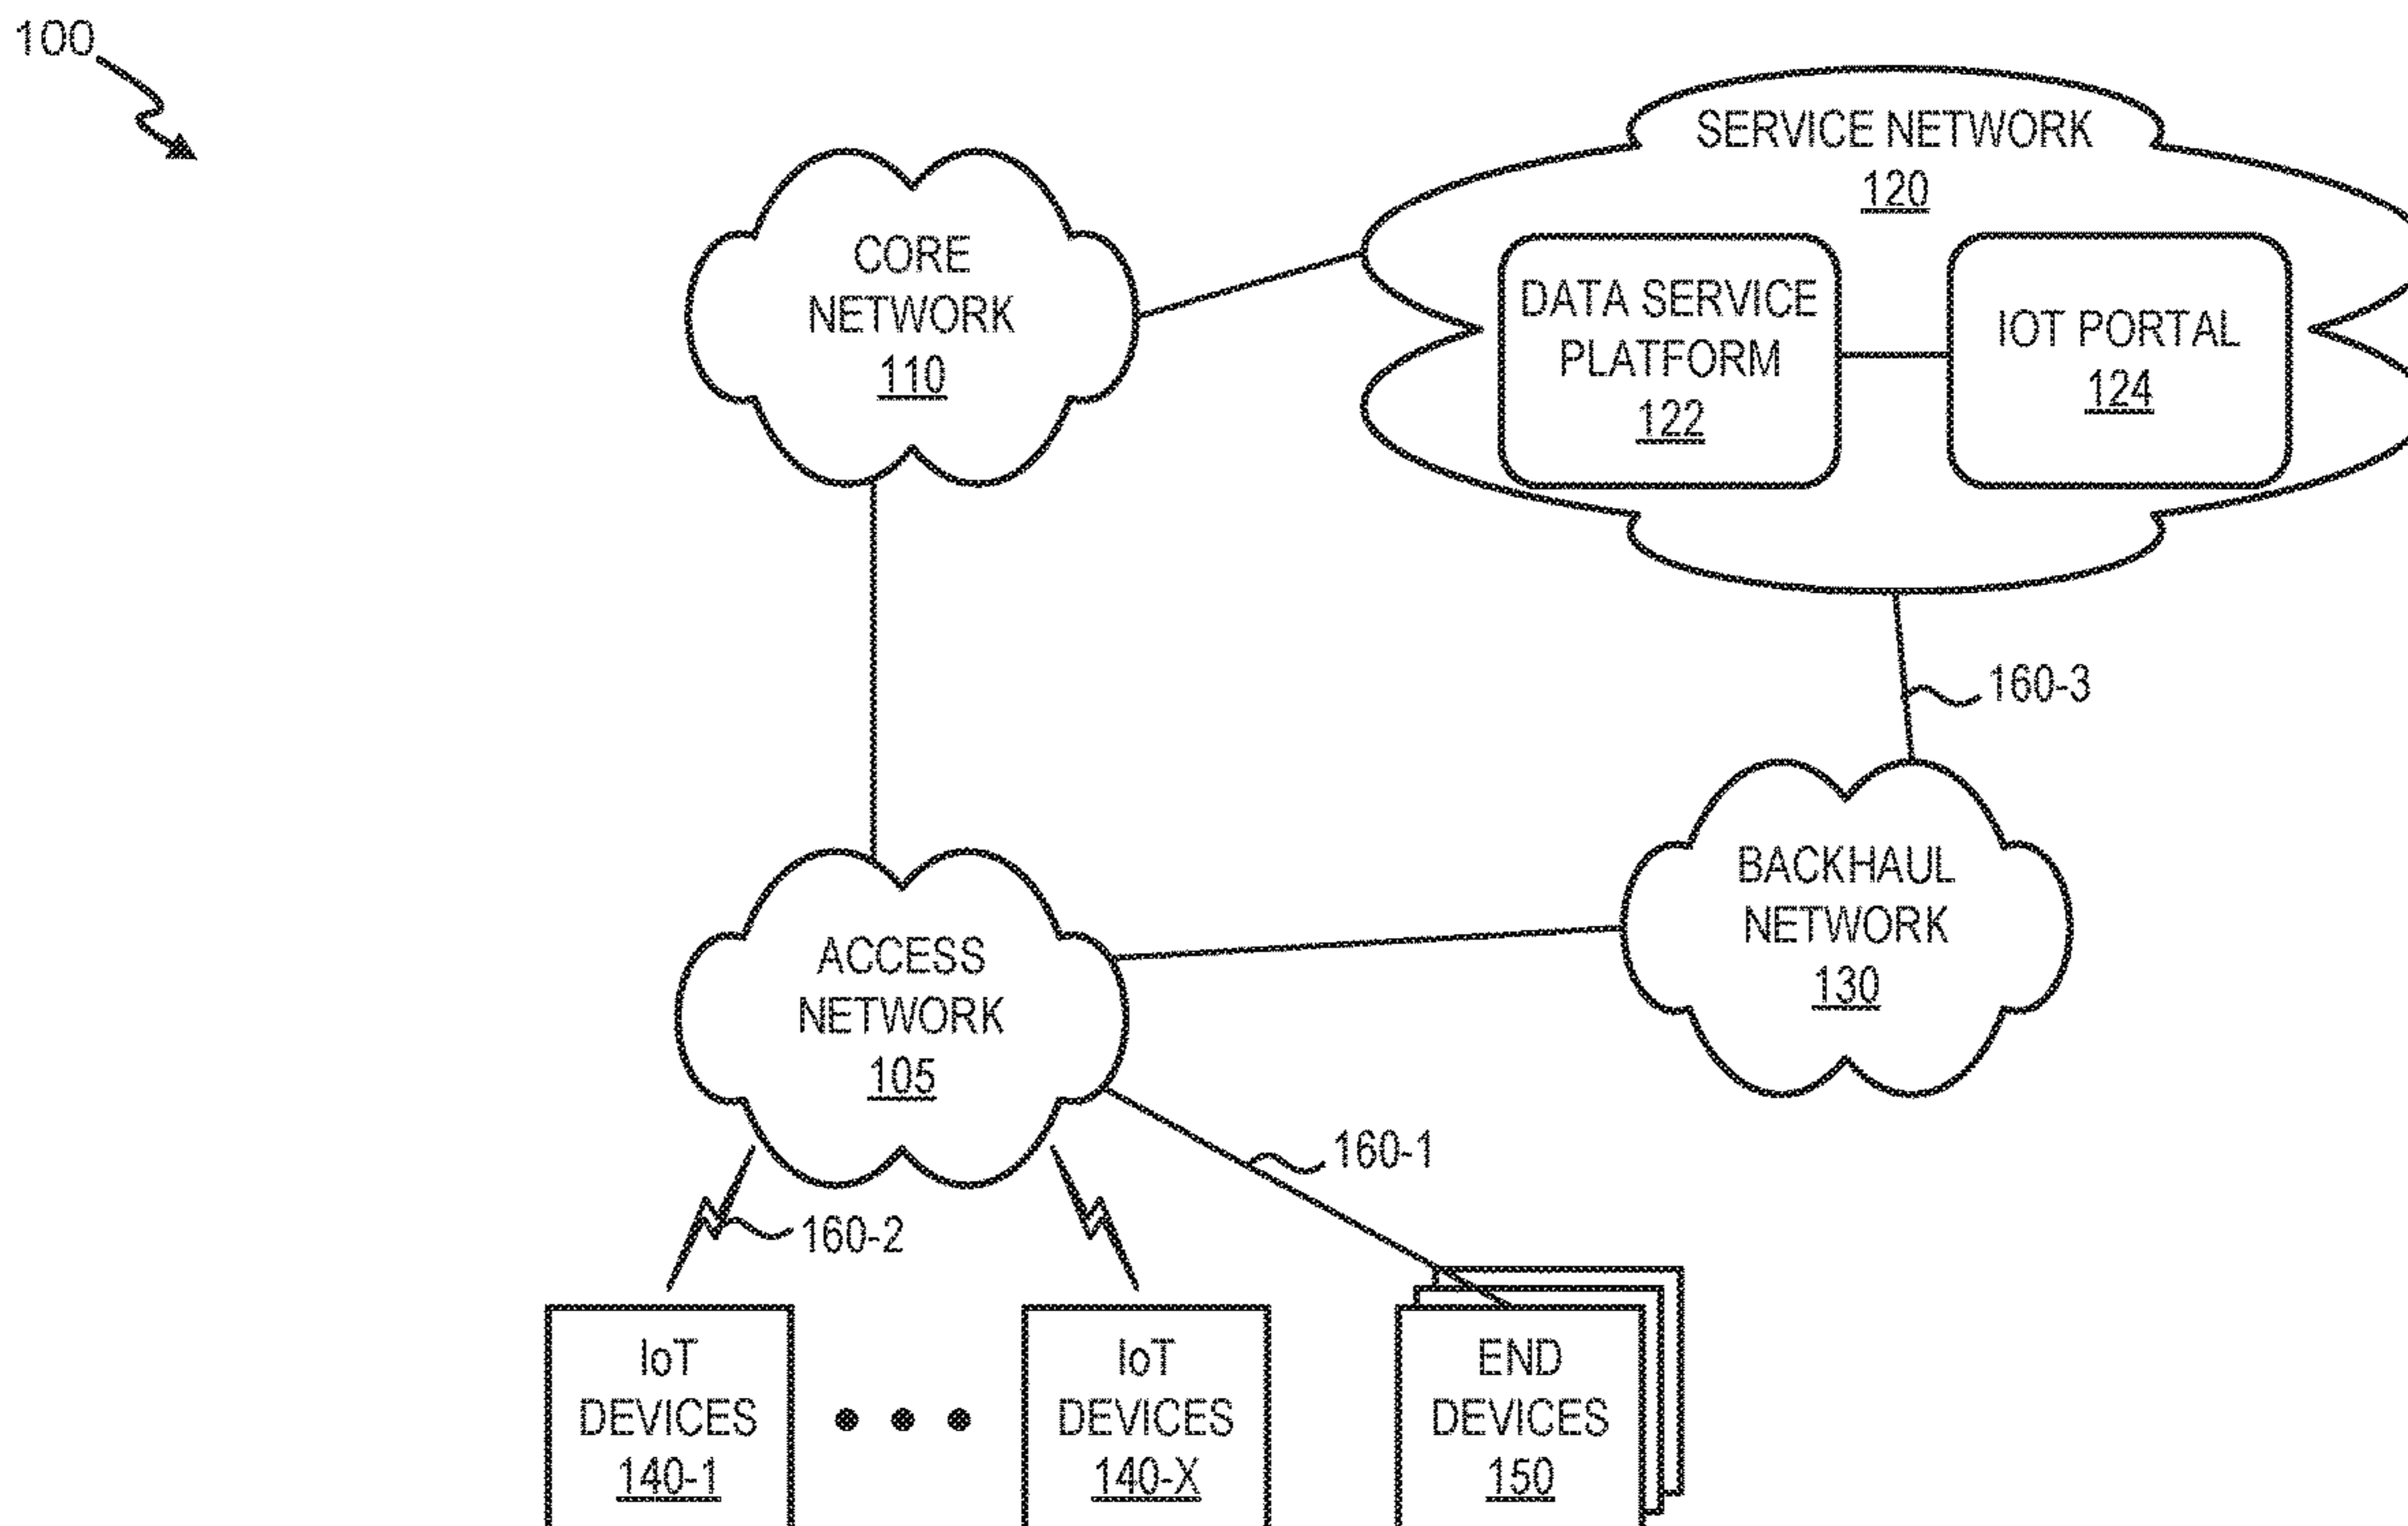 100
SERVICE NETWORK
120
CORE
NETWORK
110
DATA SERVICE
PLATFORM
122
IOT PORTAL
124
160-3
BACKHAUL
NETWORK
130
ACCESS
NETWORK
105
160-1
160-2
IoT
DEVICES
140-1
IoT
DEVICES
140-X
END
DEVICES
150